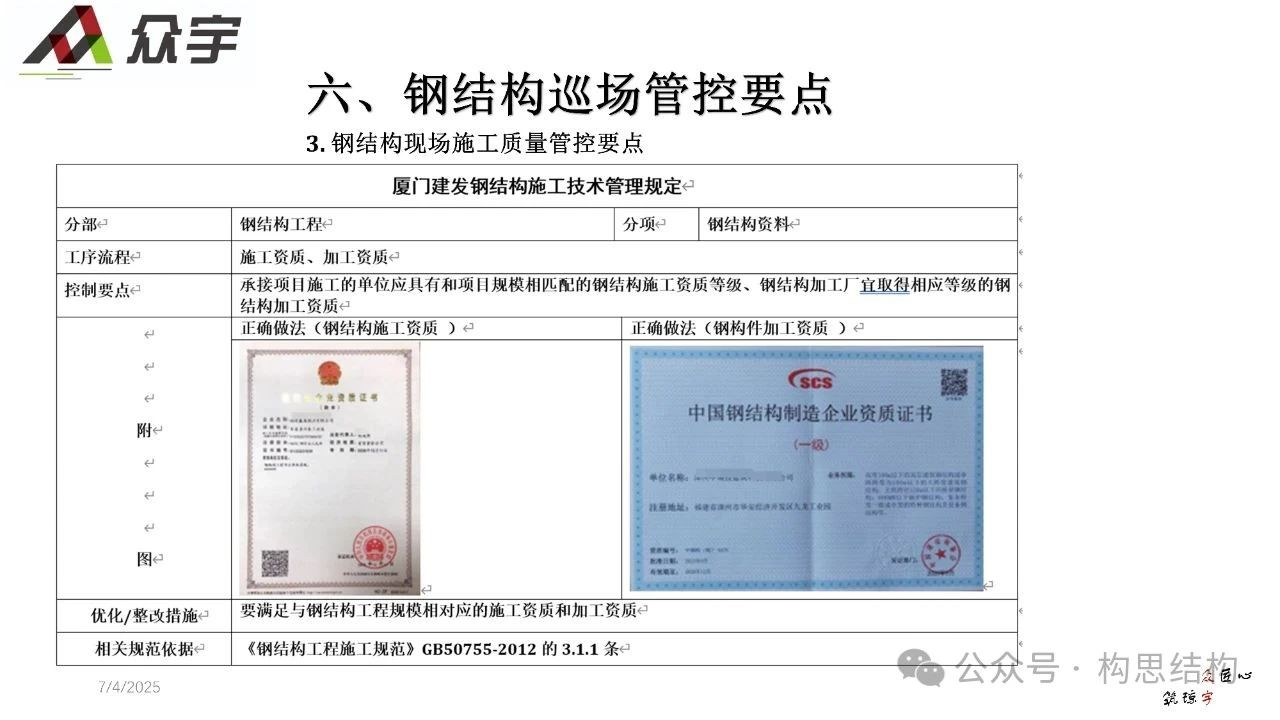 众宇
六、钢结构巡场管控要点
3. 钢结构现场施工质量管控要点
厦门建发钢结构施工技术管理规定
分部 钢结构工程 分项 钢结构资料
工序流程 施工资质、加工资质
控制要点 承接项目施工的单位应具有和项目规模相匹配的钢结构施工资质等级、钢结构加工厂宜取得相应等级的钢
结构加工资质
正确做法（钢结构施工资质 ） 正确做法（钢构件加工资质 ）
附
图
企业资质证书
SCS
中国钢结构制造企业资质证书
(一级)
单位名称:
注册地址:
优化/整改措施 要满足与钢结构工程规模相对应的施工资质和加工资质
相关规范依据 《钢结构工程施工规范》GB50755-2012 的 3.1.1 条
7/4/2025
公众号 · 构思结构
众匠心
筑琼宇